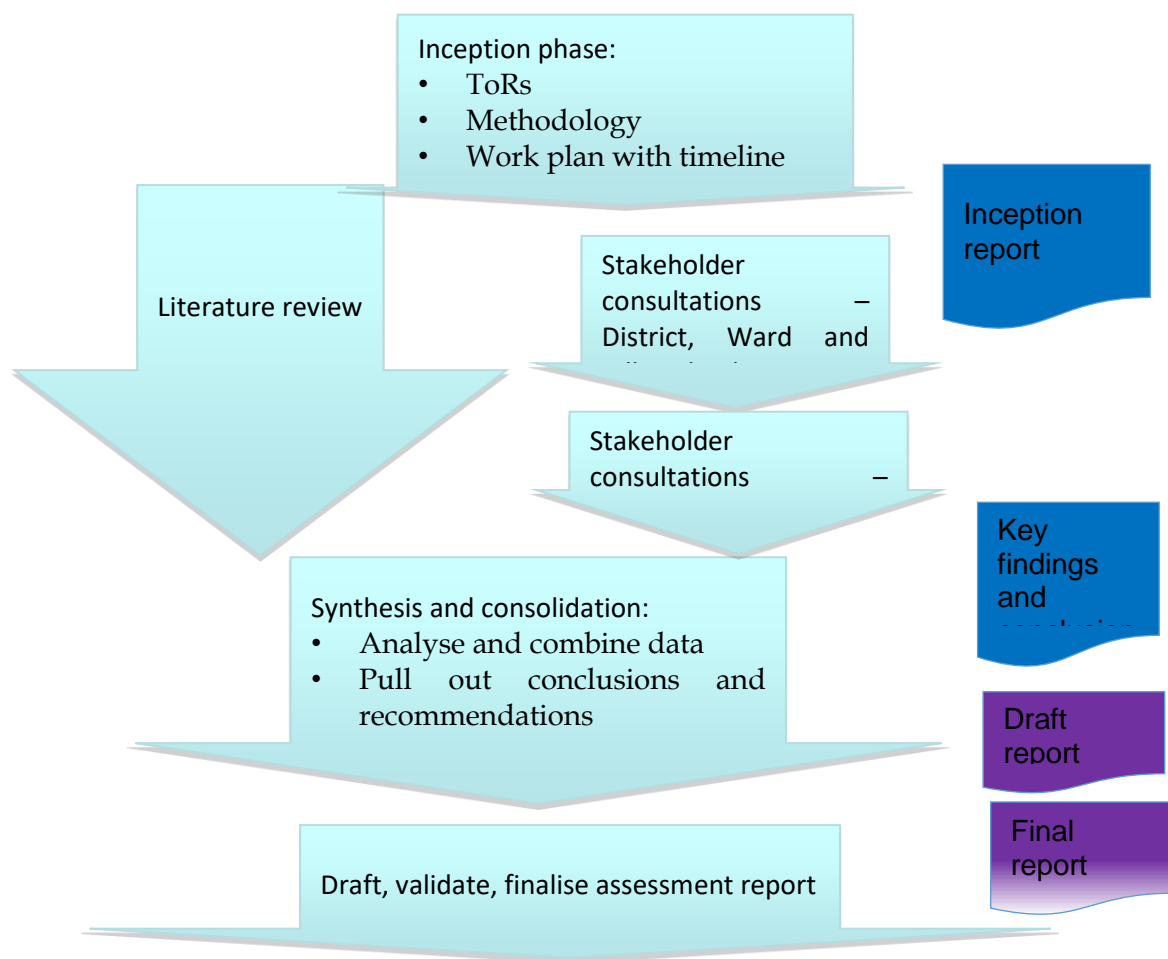 Inception phase:
• ToRs
• Methodology
• Work plan with timeline
Inception
report
Literature review
Stakeholder
consultations –
District, Ward and
Stakeholder
consultations –
Key
findings
and
Synthesis and consolidation:
• Analyse and combine data
• Pull out conclusions and
recommendations
Draft
report
Final
report
Draft, validate, finalise assessment report